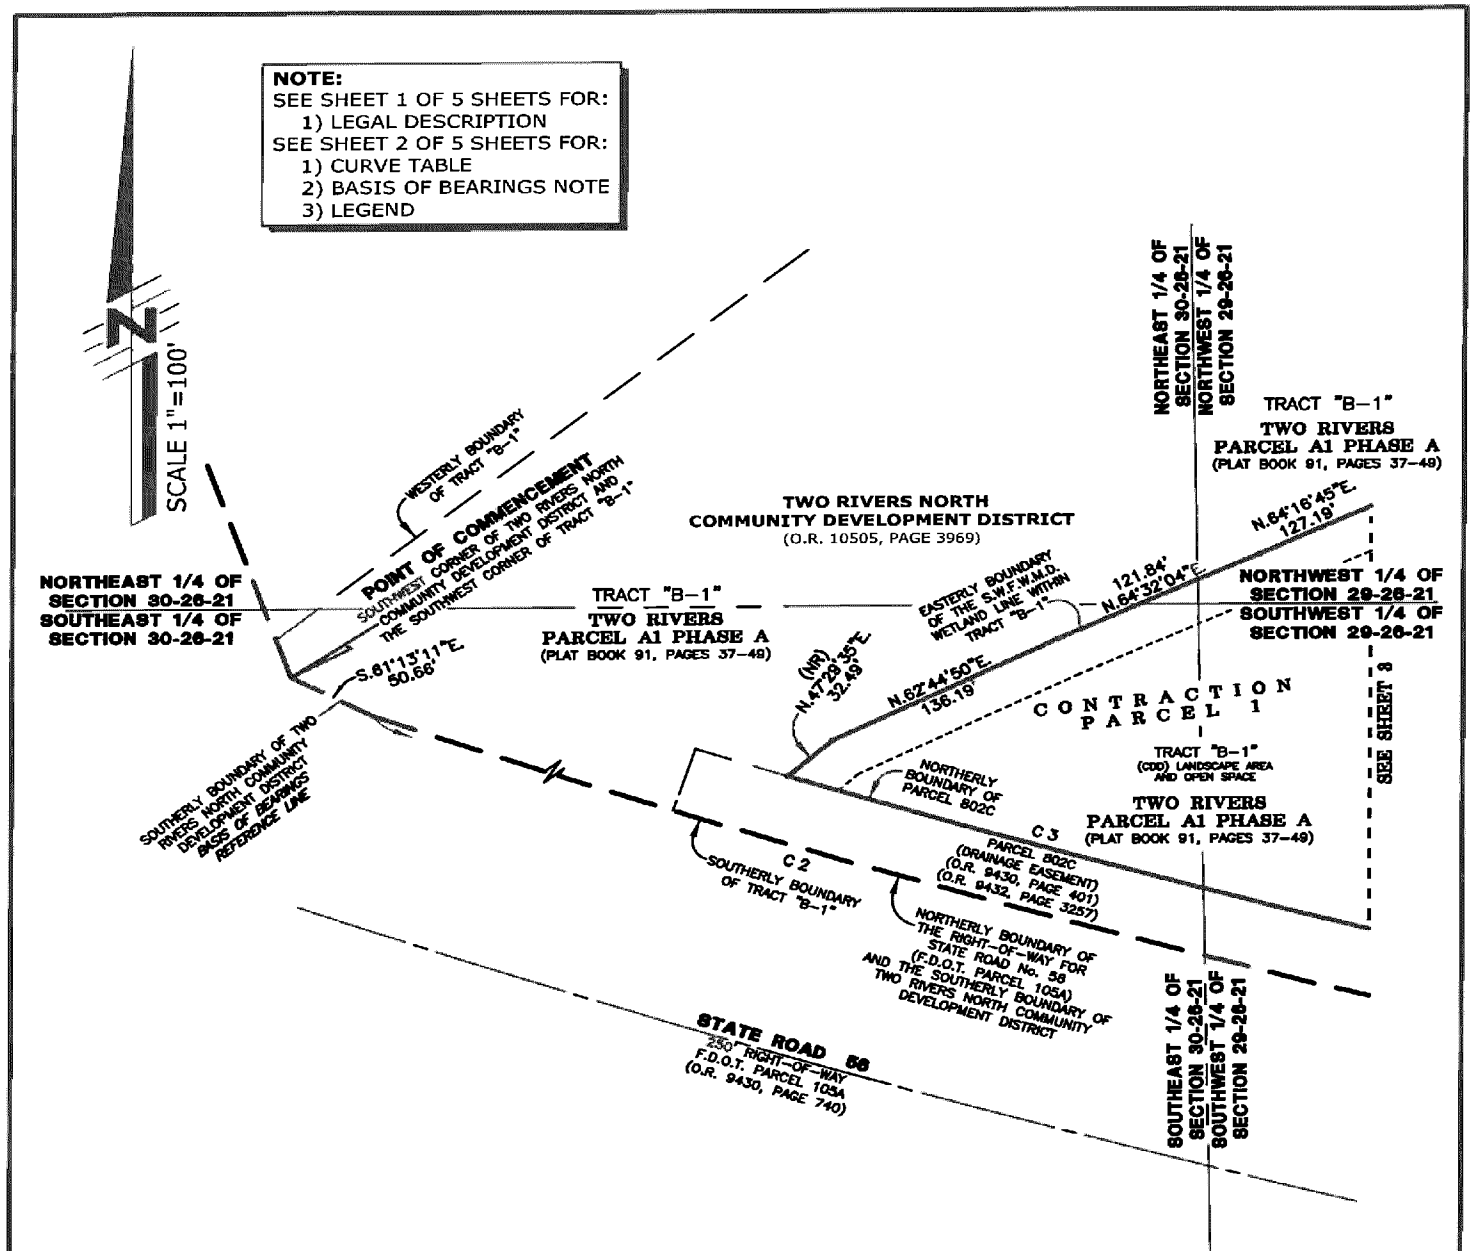 NOTE:
SEE SHEET 1 OF 5 SHEETS FOR:
1) LEGAL DESCRIPTION
SEE SHEET 2 OF 5 SHEETS FOR:
1) CURVE TABLE
2) BASIS OF BEARINGS NOTE
3) LEGEND
N
SCALE 1"=100'
WESTERLY BOUNDARY
OF TRACT "B-1"
POINT OF COMMENCEMENT
SOUTHWEST CORNER OF TWO RIVERS NORTH
COMMUNITY DEVELOPMENT DISTRICT AND
THE SOUTHWEST CORNER OF TRACT "B-1"
NORTHEAST 1/4 OF
SECTION 30-26-21
NORTHWEST 1/4 OF
SECTION 29-26-21
TRACT "B-1"
TWO RIVERS
PARCEL A1 PHASE A
(PLAT BOOK 91, PAGES 37-49)
TWO RIVERS NORTH
COMMUNITY DEVELOPMENT DISTRICT
(O.R. 10505, PAGE 3969)
N.64°16'45"E.
127.19'
NORTHEAST 1/4 OF
SECTION 30-26-21
SOUTHEAST 1/4 OF
SECTION 30-26-21
TRACT "B-1"
TWO RIVERS
PARCEL A1 PHASE A
(PLAT BOOK 91, PAGES 37-49)
EASTERLY BOUNDARY
OF THE S.W.F.W.M.D.
WETLAND LINE WITHIN
TRACT "B-1"
121.84'
N.64°32'04"E.
NORTHWEST 1/4 OF
SECTION 29-26-21
SOUTHWEST 1/4 OF
SECTION 29-26-21
S.61°13'11"E.
50.66'
(NR)
N.47°29'35"E.
32.49'
N.62°44'50"E.
136.19'
CONTRACTION
PARCEL 1
SEE SHEET 3
TRACT "B-1"
(CDD) LANDSCAPE AREA
AND OPEN SPACE
TWO RIVERS
PARCEL A1 PHASE A
(PLAT BOOK 91, PAGES 37-49)
SOUTHERLY BOUNDARY OF TWO
RIVERS NORTH COMMUNITY
DEVELOPMENT DISTRICT
BASIS OF BEARINGS
REFERENCE LINE
NORTHERLY
BOUNDARY OF
PARCEL 802C
C 3
PARCEL 802C
(DRAINAGE EASEMENT)
(O.R. 9430, PAGE 401)
(O.R. 9432, PAGE 3257)
C 2
SOUTHERLY BOUNDARY
OF TRACT "B-1"
NORTHERLY BOUNDARY OF
THE RIGHT-OF-WAY FOR
STATE ROAD No. 56
(F.D.O.T. PARCEL 105A)
AND THE SOUTHERLY BOUNDARY OF
TWO RIVERS NORTH COMMUNITY
DEVELOPMENT DISTRICT
STATE ROAD 56
250' RIGHT-OF-WAY
F.D.O.T. PARCEL 105A
(O.R. 9430, PAGE 740)
SOUTHEAST 1/4 OF
SECTION 30-26-21
SOUTHWEST 1/4 OF
SECTION 29-26-21